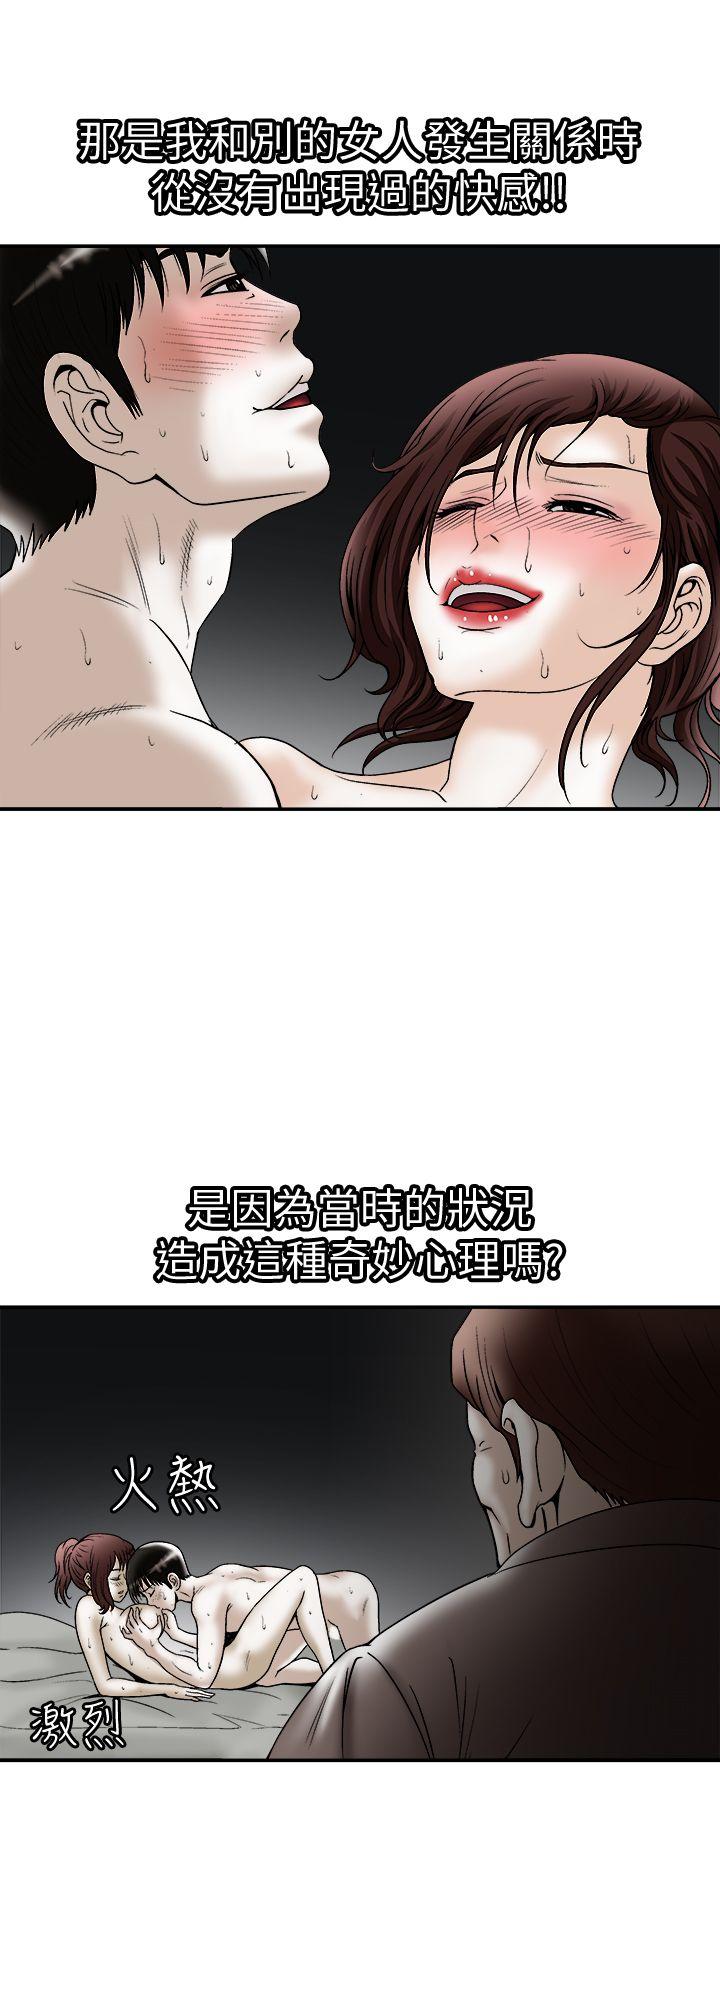 那是我和別的女人發生關係時
從沒有出現過的快感!!
是因為當時的狀況
造成這種奇妙心理嗎?
火熱
激烈